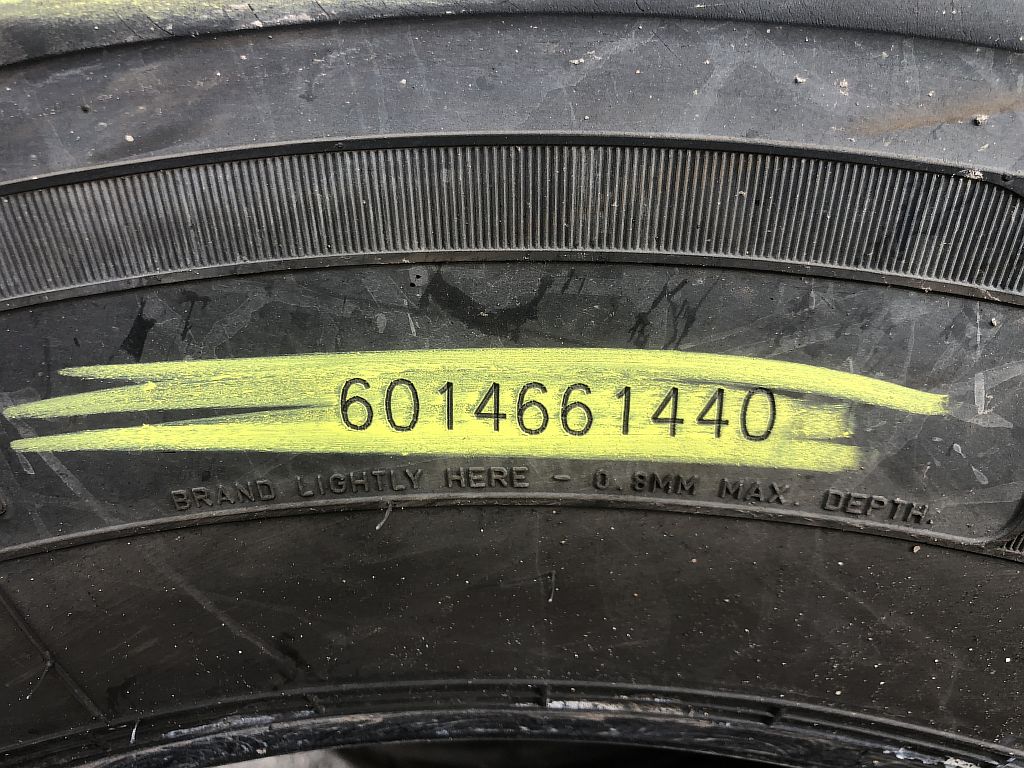 6014661440
BRAND LIGHTLY HERE - 0.8MM MAX. DEPTH.